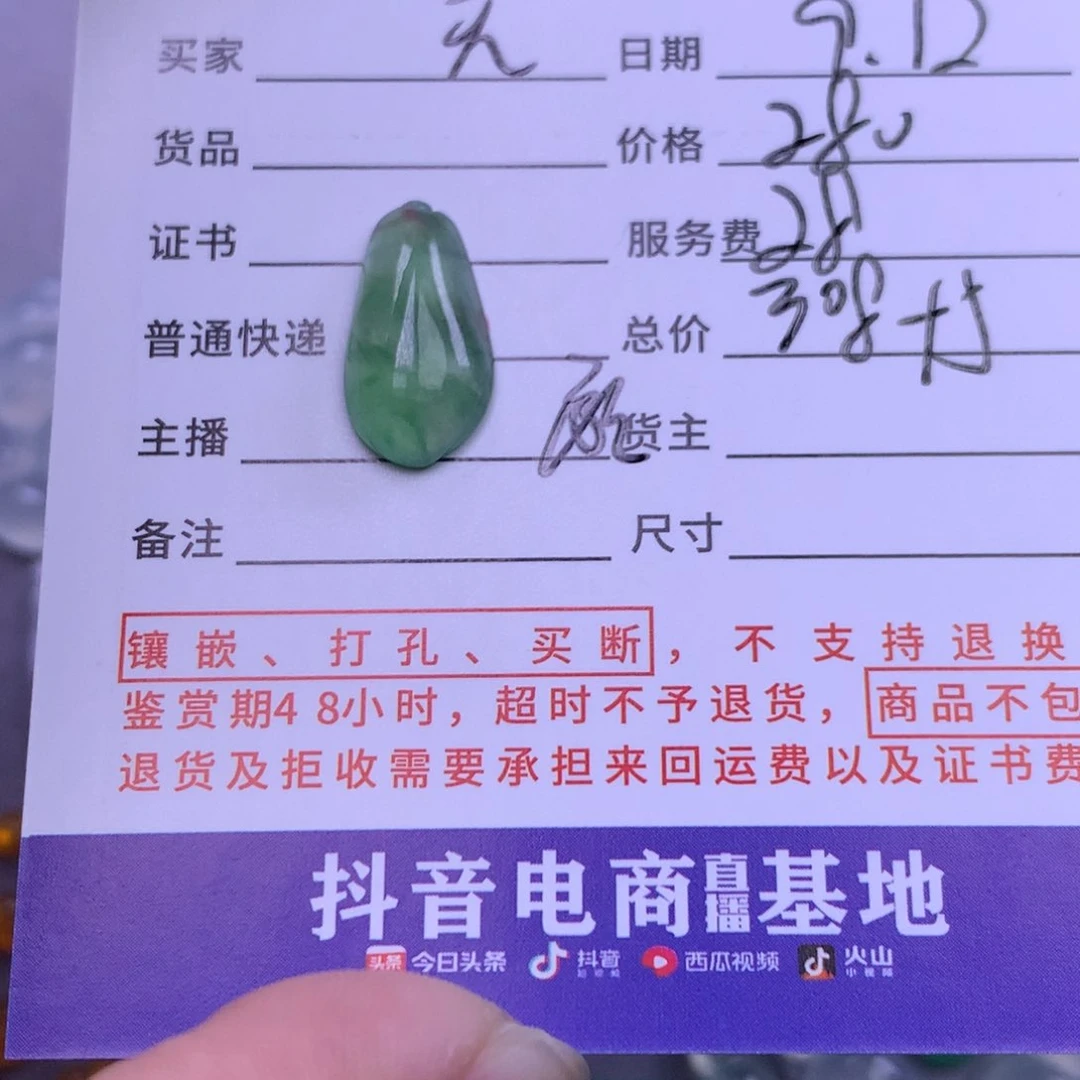 买家 日期 9.12
货品 价格 280
证书 服务费 28
普通快递 总价 308
主播 货主
备注 尺寸
镶嵌、打孔、买断，不支持退换
鉴赏期48小时，超时不予退货，商品不包
退货及拒收需要承担来回运费以及证书费
抖音电商直播基地
头条 今日头条 抖音 西瓜视频 火山 小视频